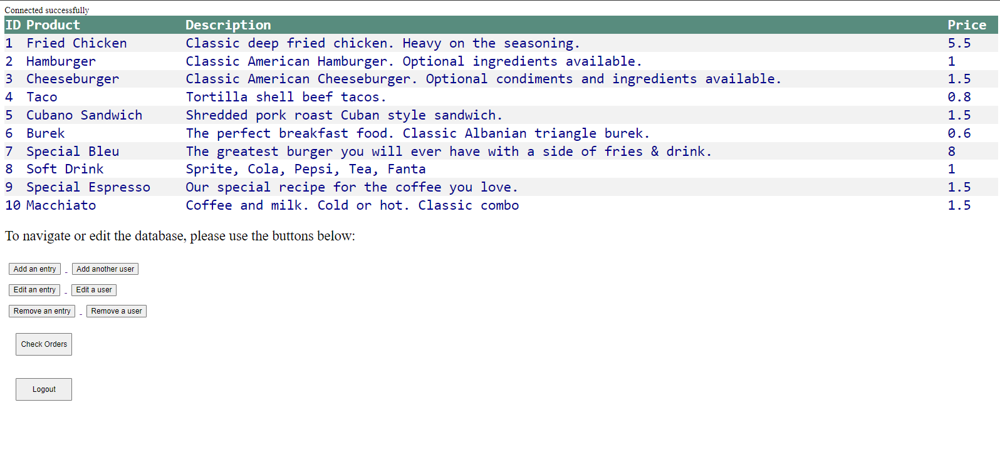 Connected successfully
ID Product Description Price
1 Fried Chicken Classic deep fried chicken. Heavy on the seasoning. 5.5
2 Hamburger Classic American Hamburger. Optional ingredients available. 1
3 Cheeseburger Classic American Cheeseburger. Optional condiments and ingredients available. 1.5
4 Taco Tortilla shell beef tacos. 0.8
5 Cubano Sandwich Shredded pork roast Cuban style sandwich. 1.5
6 Burek The perfect breakfast food. Classic Albanian triangle burek. 0.6
7 Special Bleu The greatest burger you will ever have with a side of fries & drink. 8
8 Soft Drink Sprite, Cola, Pepsi, Tea, Fanta 1
9 Special Espresso Our special recipe for the coffee you love. 1.5
10 Macchiato Coffee and milk. Cold or hot. Classic combo 1.5
To navigate or edit the database, please use the buttons below:
Add an entry - Add another user
Edit an entry - Edit a user
Remove an entry - Remove a user
Check Orders
Logout